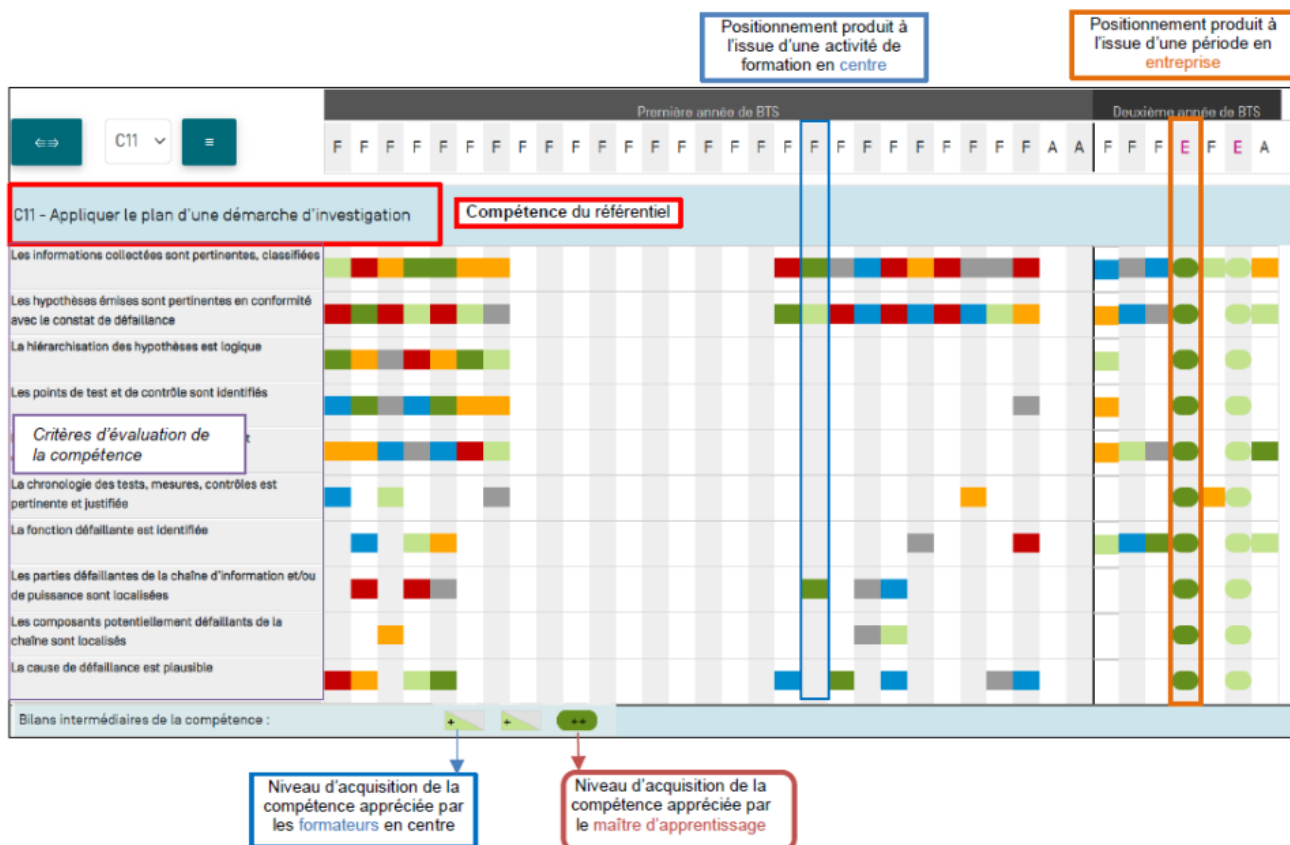 Positionnement produit à
l'issue d'une activité de
formation en centre
Positionnement produit à
l'issue d'une période en
entreprise
Première année de BTS
Deuxième année de BTS
C11
F F F F F F F F F F F F F F F F F F F F F F F F F F F A A F F F E F E A
C11 - Appliquer le plan d'une démarche d'investigation
Compétence du référentiel
Les informations collectées sont pertinentes, classifiées
Les hypothèses émises sont pertinentes en conformité
avec le constat de défaillance
La hiérarchisation des hypothèses est logique
Les points de test et de contrôle sont identifiés
Critères d'évaluation de
la compétence
t
La chronologie des tests, mesures, contrôles est
pertinente et justifiée
La fonction défaillante est identifiée
Les parties défaillantes de la chaîne d'information et/ou
de puissance sont localisées
Les composants potentiellement défaillants de la
chaîne sont localisés
La cause de défaillance est plausible
Bilans intermédiaires de la compétence :
+ + ++
Niveau d'acquisition de la
compétence appréciée par
les formateurs en centre
Niveau d'acquisition de la
compétence appréciée par
le maître d'apprentissage